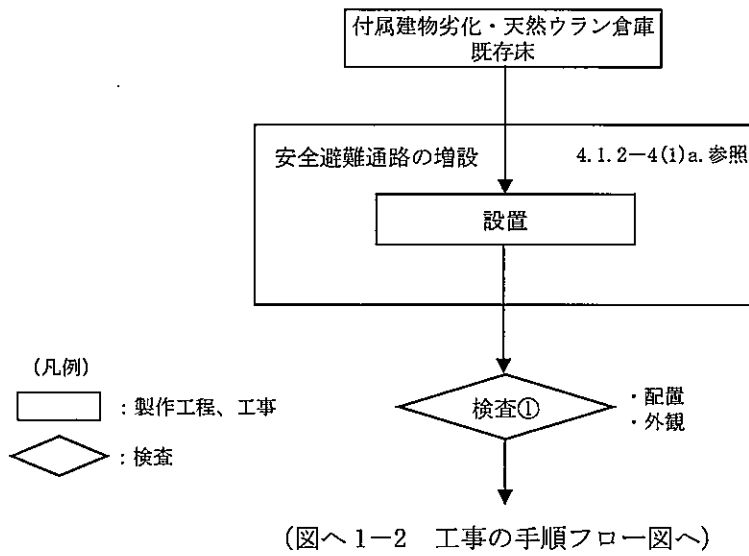 付属建物劣化・天然ウラン倉庫
既存床
安全避難通路の増設
4.1.2－4(1)a.参照
設置
(凡例)
：製作工程、工事
：検査
検査①
・配置
・外観
(図へ1－2　工事の手順フロー図へ)